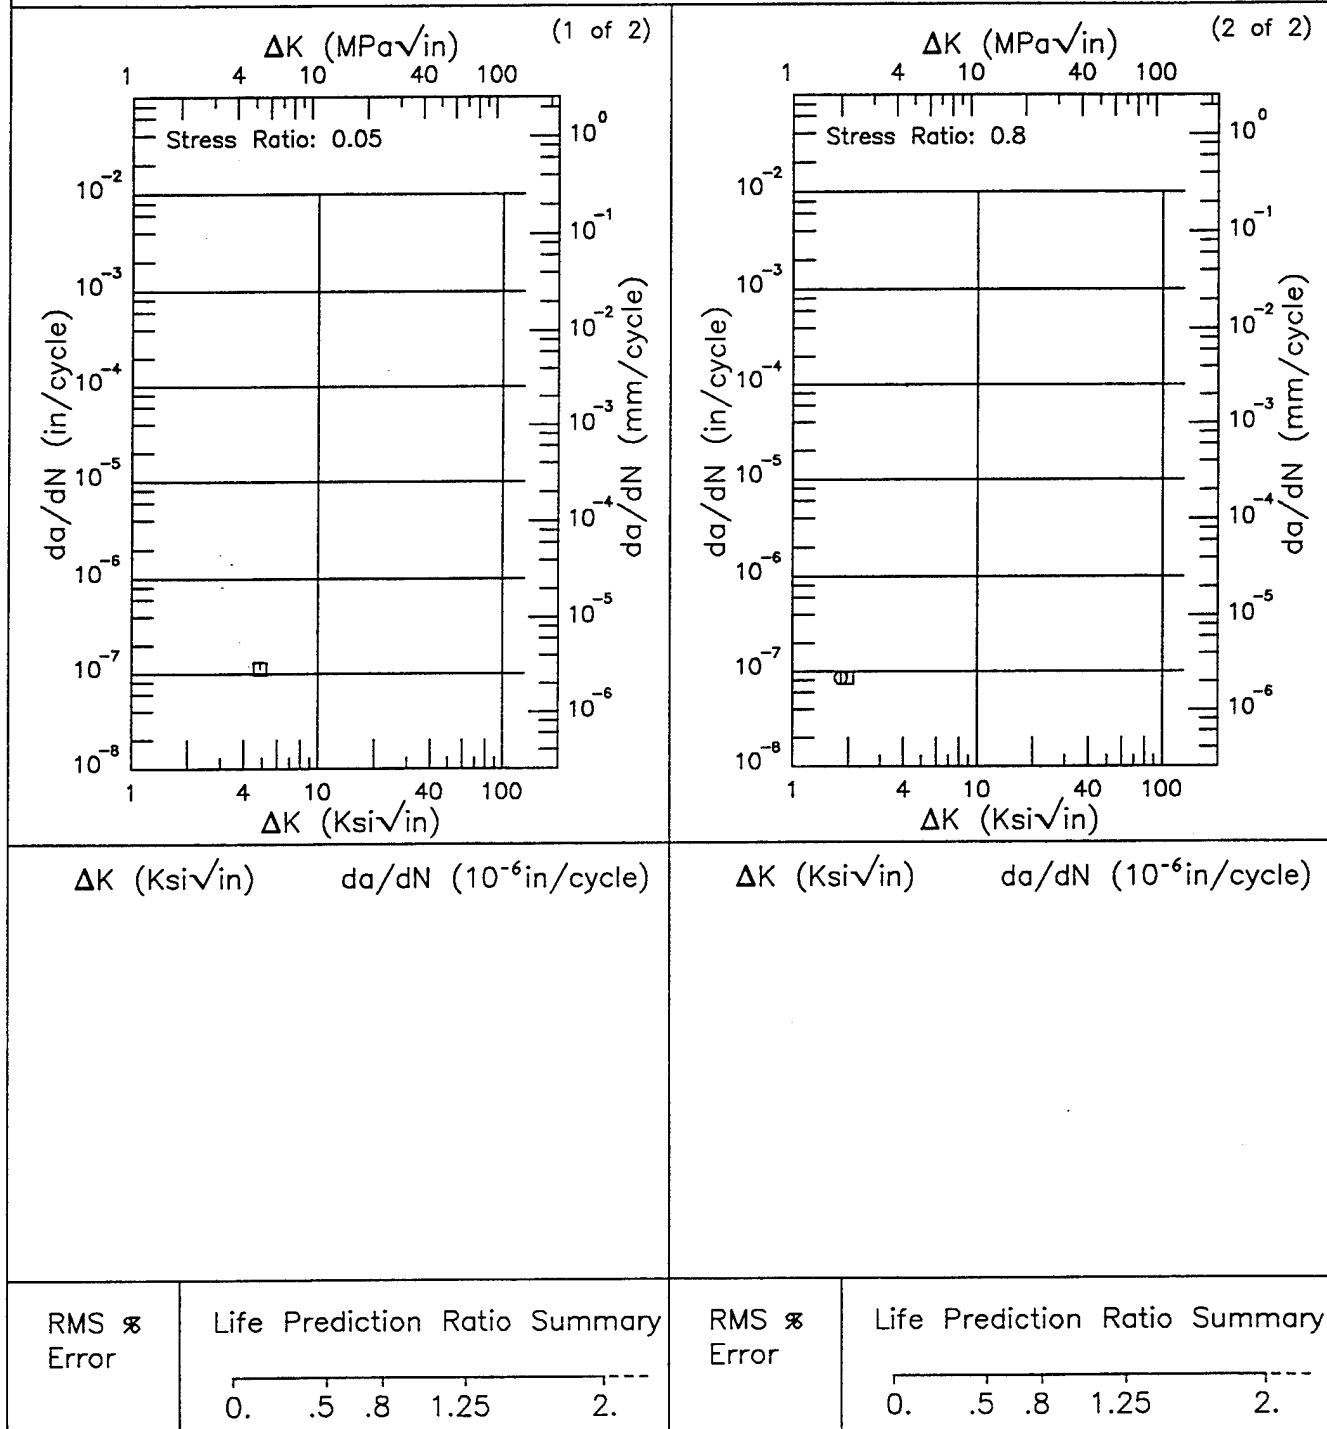 (1 of 2)
ΔK (MPa√in)
1 4 10 40 100
Stress Ratio: 0.05
10⁰
10⁻¹
10⁻²
10⁻³
10⁻⁴
10⁻⁵
10⁻⁶
da/dN (mm/cycle)
10⁻²
10⁻³
10⁻⁴
10⁻⁵
10⁻⁶
10⁻⁷
10⁻⁸
da/dN (in/cycle)
1 4 10 40 100
ΔK (Ksi√in)
ΔK (Ksi√in) da/dN (10⁻⁶in/cycle)
RMS %
Error
Life Prediction Ratio Summary
0. .5 .8 1.25 2.
(2 of 2)
ΔK (MPa√in)
1 4 10 40 100
Stress Ratio: 0.8
10⁰
10⁻¹
10⁻²
10⁻³
10⁻⁴
10⁻⁵
10⁻⁶
da/dN (mm/cycle)
10⁻²
10⁻³
10⁻⁴
10⁻⁵
10⁻⁶
10⁻⁷
10⁻⁸
da/dN (in/cycle)
1 4 10 40 100
ΔK (Ksi√in)
ΔK (Ksi√in) da/dN (10⁻⁶in/cycle)
RMS %
Error
Life Prediction Ratio Summary
0. .5 .8 1.25 2.